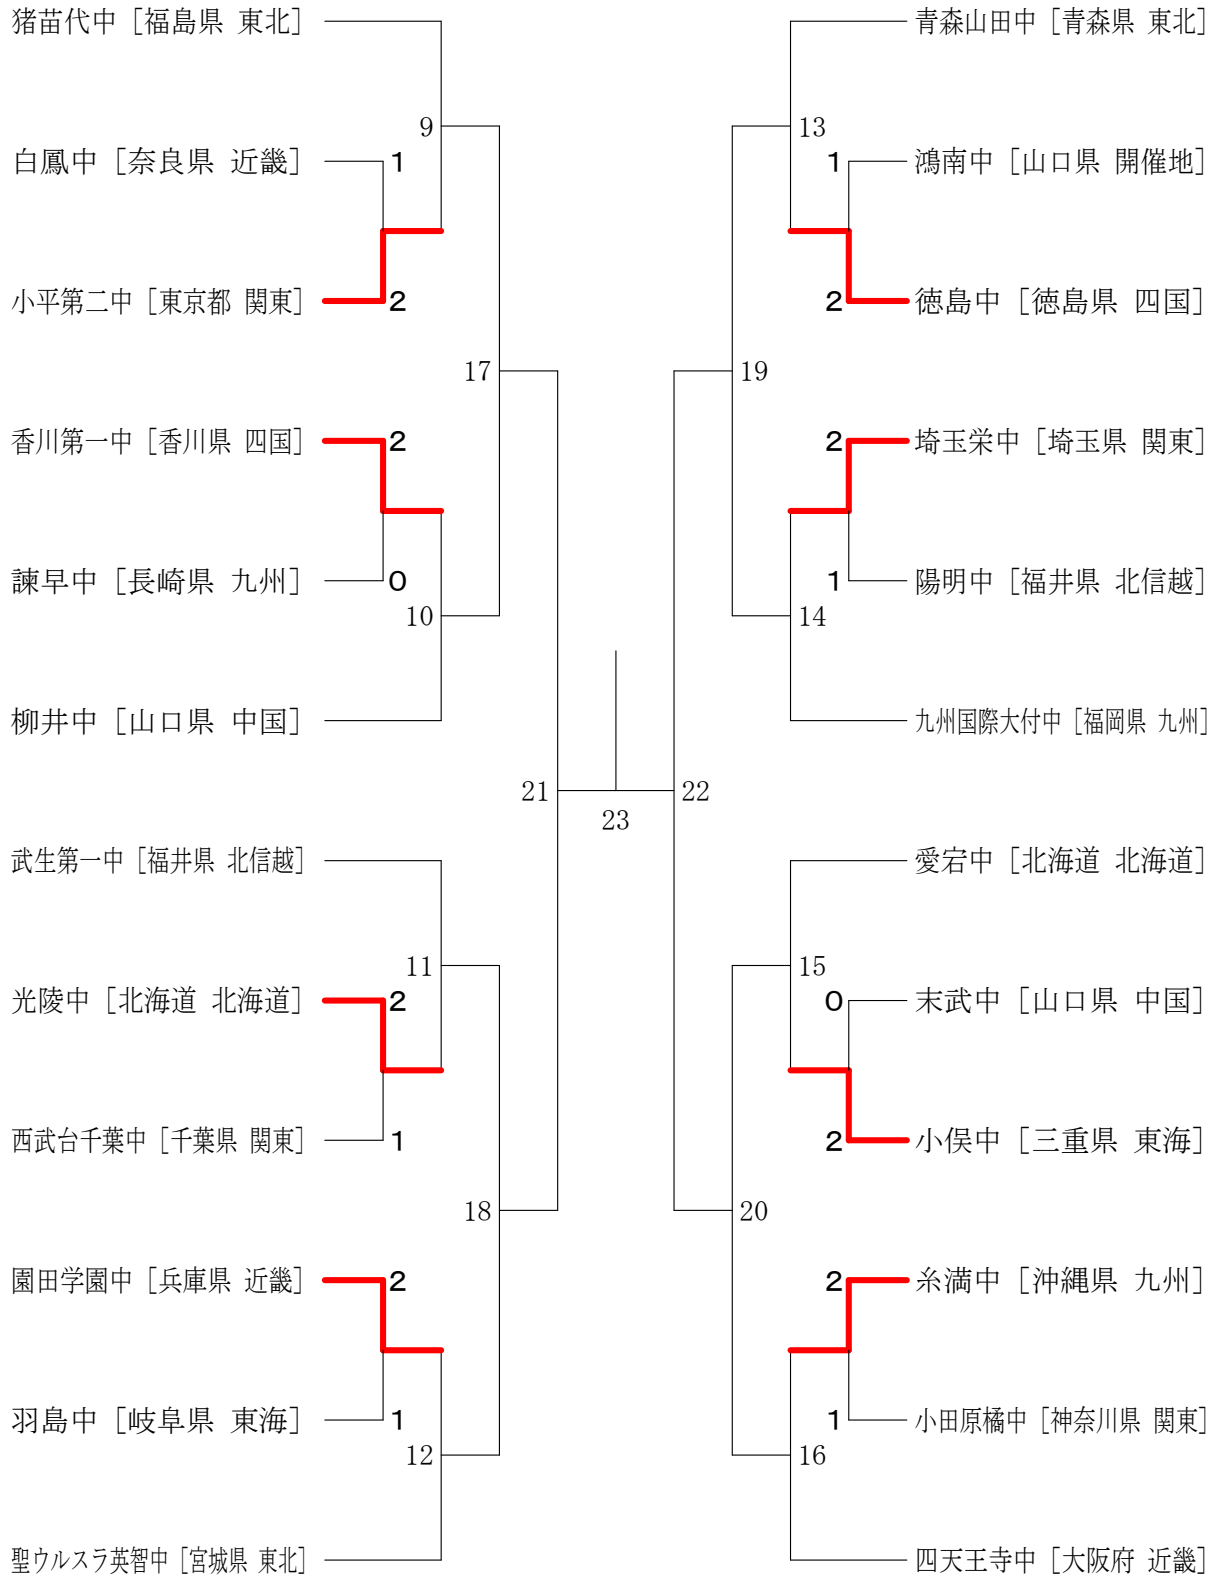 猪苗代中 [福島県 東北]
9
白鳳中 [奈良県 近畿]
1
小平第二中 [東京都 関東]
2
17
香川第一中 [香川県 四国]
2
諫早中 [長崎県 九州]
0
10
柳井中 [山口県 中国]
21
武生第一中 [福井県 北信越]
11
光陵中 [北海道 北海道]
2
西武台千葉中 [千葉県 関東]
1
18
園田学園中 [兵庫県 近畿]
2
羽島中 [岐阜県 東海]
1
12
聖ウルスラ英智中 [宮城県 東北]
23
青森山田中 [青森県 東北]
13
1
鴻南中 [山口県 開催地]
2
徳島中 [徳島県 四国]
19
2
埼玉栄中 [埼玉県 関東]
1
陽明中 [福井県 北信越]
14
九州国際大付中 [福岡県 九州]
22
愛宕中 [北海道 北海道]
15
0
末武中 [山口県 中国]
2
小俣中 [三重県 東海]
20
2
糸満中 [沖縄県 九州]
1
小田原橘中 [神奈川県 関東]
16
四天王寺中 [大阪府 近畿]